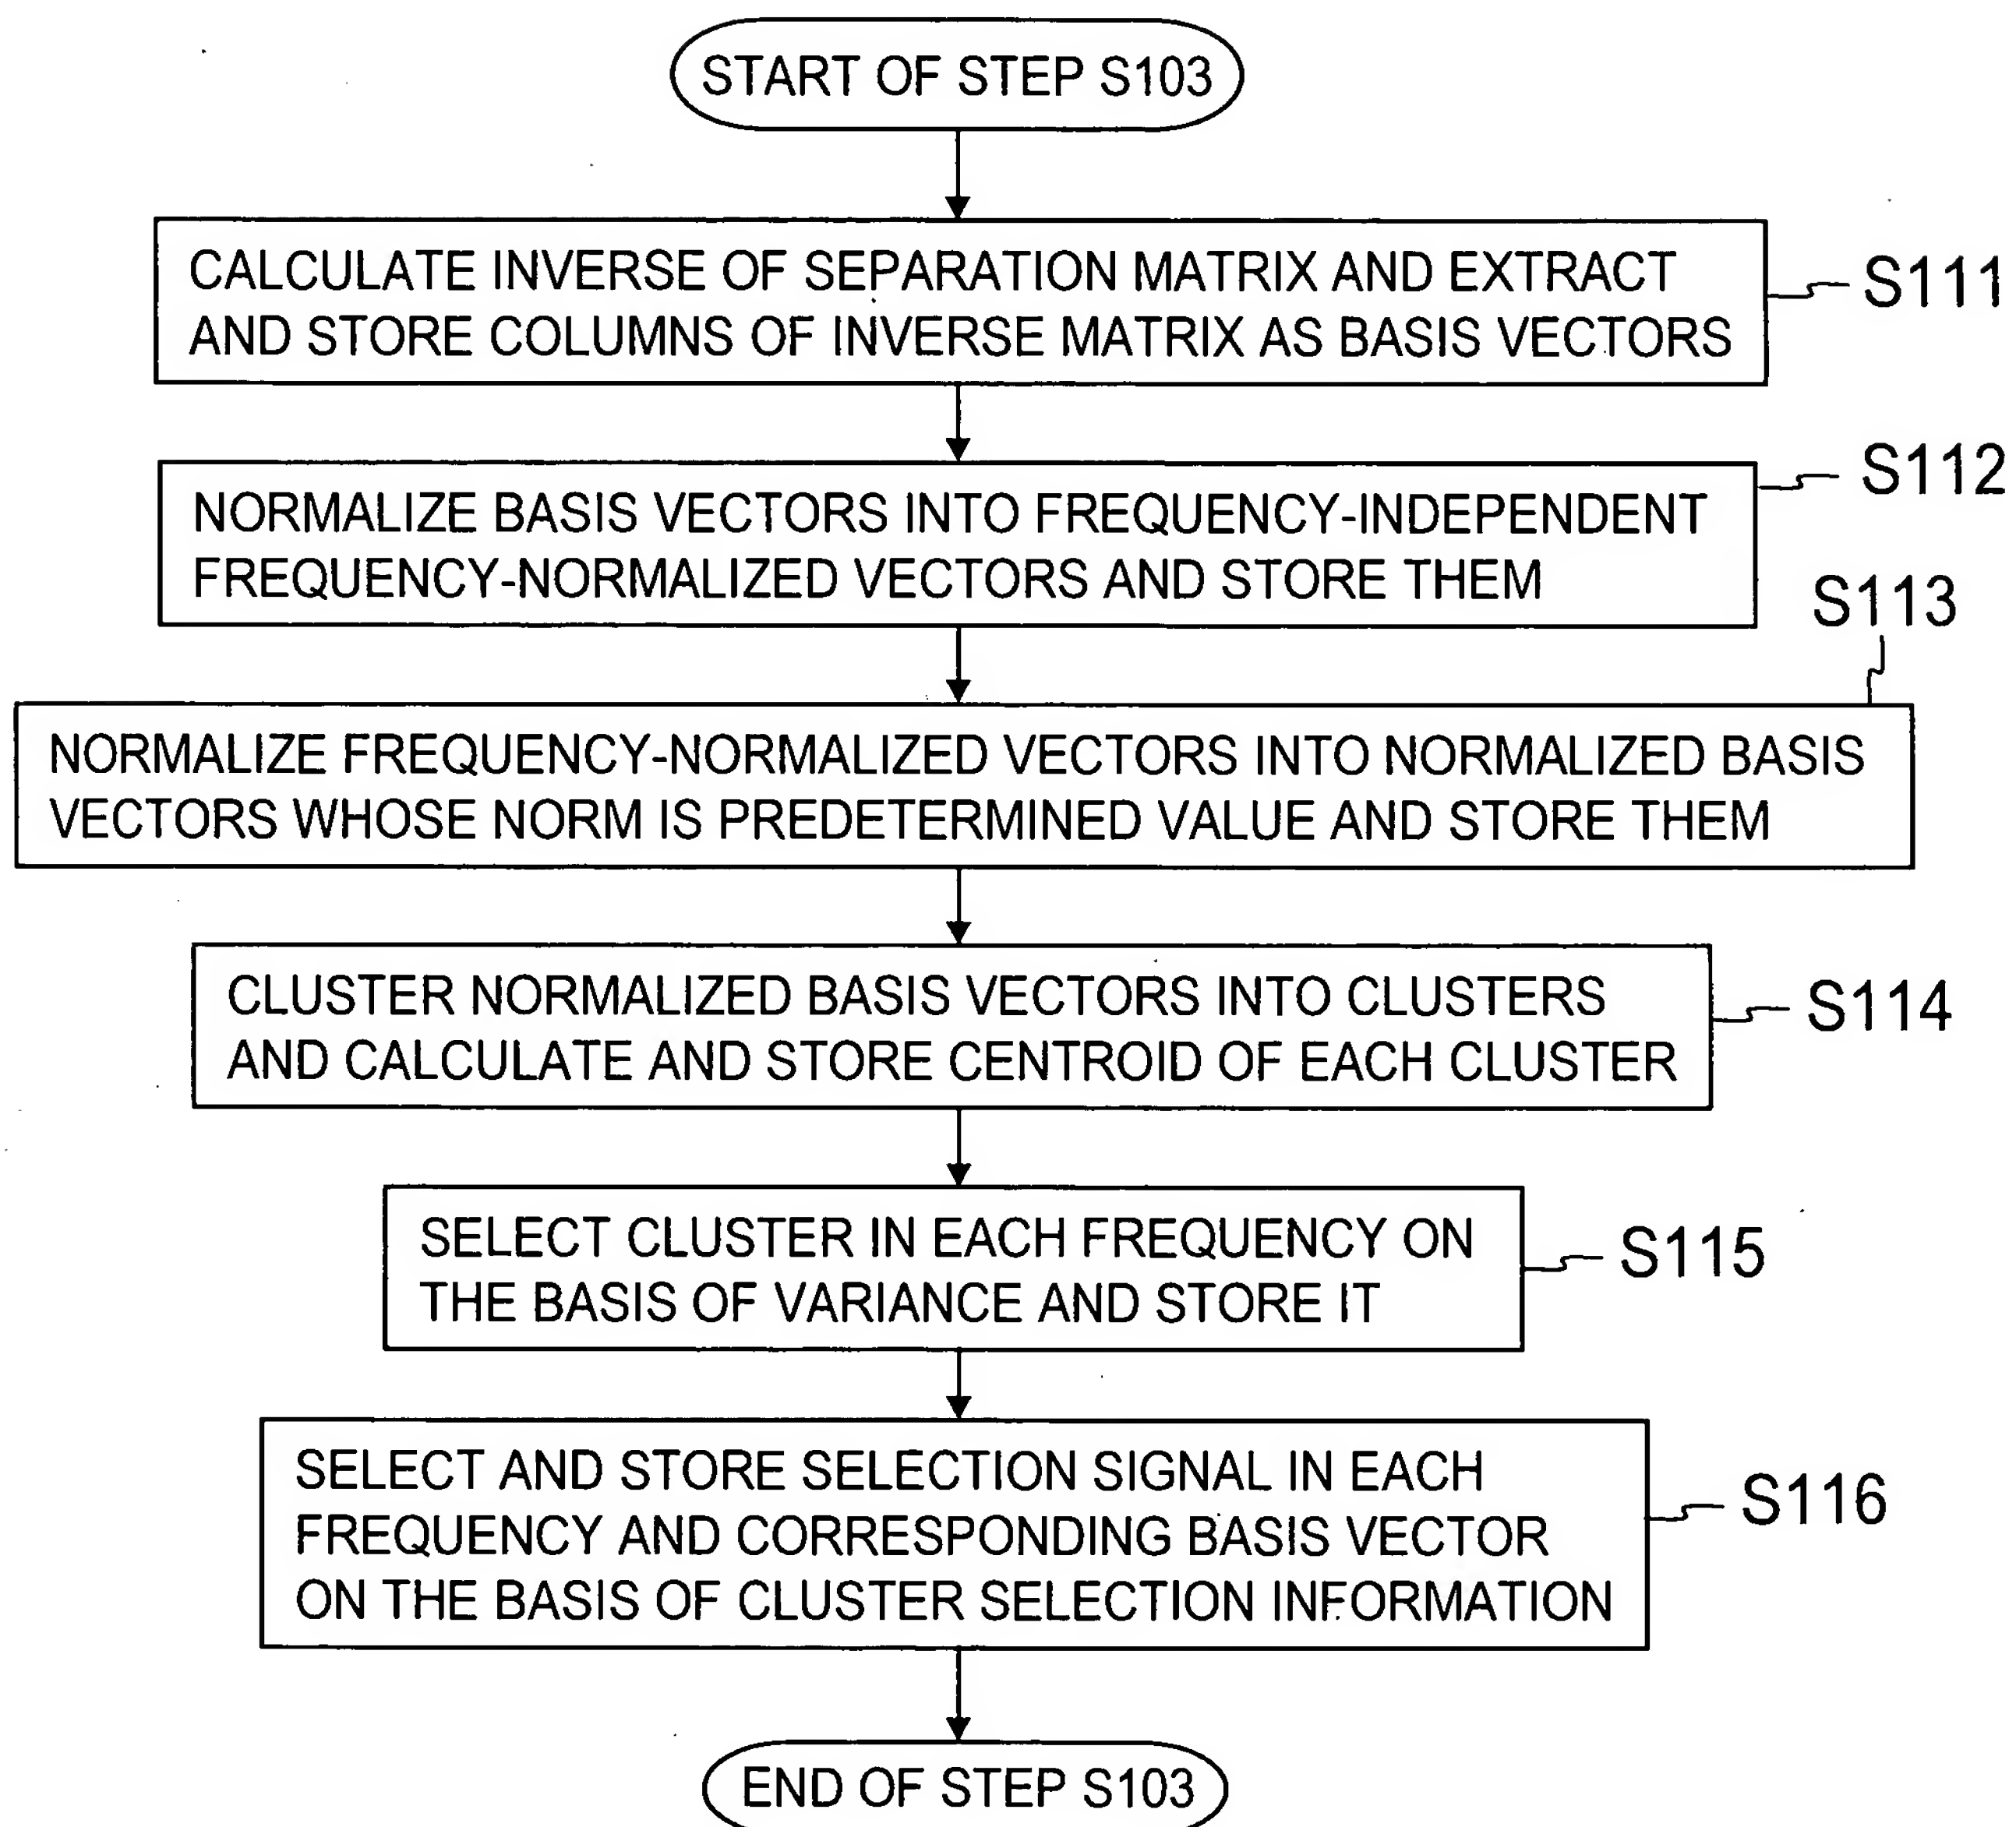 START OF STEP S103
CALCULATE INVERSE OF SEPARATION MATRIX AND EXTRACT
AND STORE COLUMNS OF INVERSE MATRIX AS BASIS VECTORS
S111
NORMALIZE BASIS VECTORS INTO FREQUENCY-INDEPENDENT
FREQUENCY-NORMALIZED VECTORS AND STORE THEM
S112
S113
NORMALIZE FREQUENCY-NORMALIZED VECTORS INTO NORMALIZED BASIS
VECTORS WHOSE NORM IS PREDETERMINED VALUE AND STORE THEM
CLUSTER NORMALIZED BASIS VECTORS INTO CLUSTERS
AND CALCULATE AND STORE CENTROID OF EACH CLUSTER
S114
SELECT CLUSTER IN EACH FREQUENCY ON
THE BASIS OF VARIANCE AND STORE IT
S115
SELECT AND STORE SELECTION SIGNAL IN EACH
FREQUENCY AND CORRESPONDING BASIS VECTOR
ON THE BASIS OF CLUSTER SELECTION INFORMATION
S116
END OF STEP S103